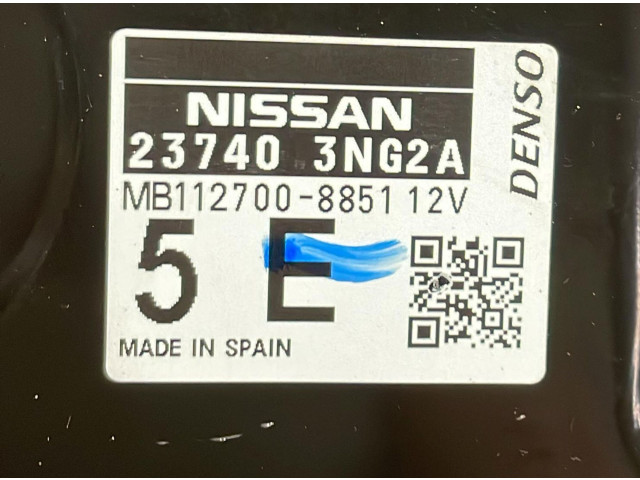 NISSAN
23740 3NG2A
MB112700-8851 12V
5 E
MADE IN SPAIN
DENSO